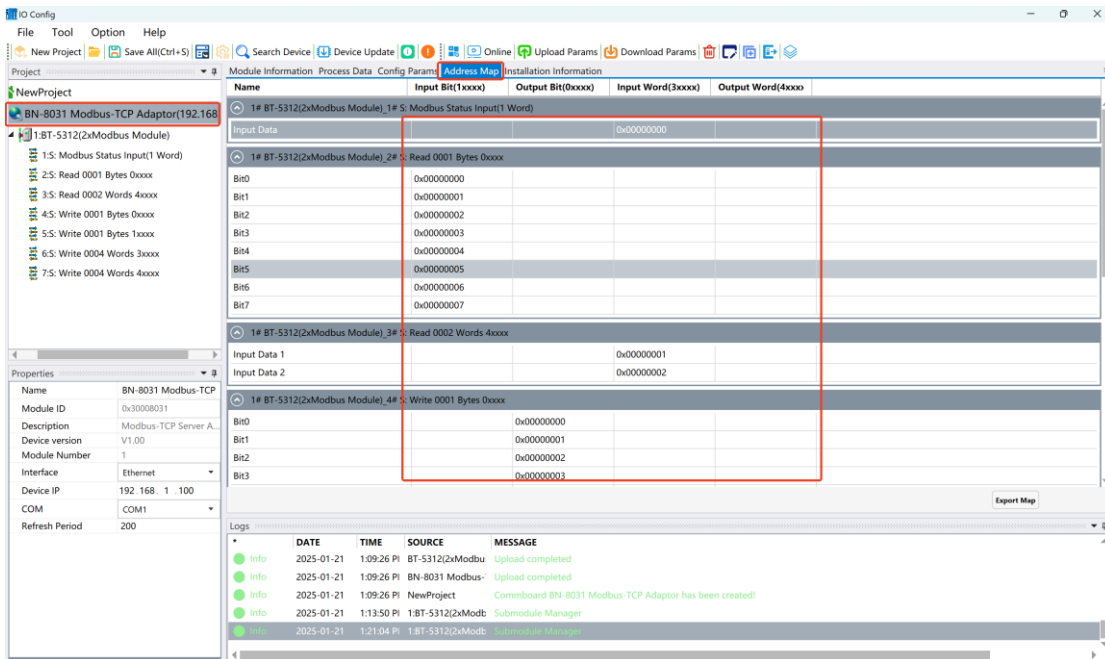 IO Config
File Tool Option Help
New Project Save All(Ctrl+S) Search Device Device Update Online Upload Params Download Params
Project
NewProject
BN-8031 Modbus-TCP Adaptor(192.168
1:BT-5312(2xModbus Module)
1:S: Modbus Status Input(1 Word)
2:S: Read 0001 Bytes 0xxxx
3:S: Read 0002 Words 4xxxx
4:S: Write 0001 Bytes 0xxxx
5:S: Write 0001 Bytes 1xxxx
6:S: Write 0004 Words 3xxxx
7:S: Write 0004 Words 4xxxx
Properties
Name BN-8031 Modbus-TCP
Module ID 0x30008031
Description Modbus-TCP Server A...
Device version V1.00
Module Number 1
Interface Ethernet
Device IP 192.168. 1 .100
COM COM1
Refresh Period 200
Module Information Process Data Config Params Address Map Installation Information
Name Input Bit(1xxxx) Output Bit(0xxxx) Input Word(3xxxx) Output Word(4xxxx
1# BT-5312(2xModbus Module)_1# S: Modbus Status Input(1 Word)
Input Data 0x00000000
1# BT-5312(2xModbus Module)_2# S: Read 0001 Bytes 0xxxx
Bit0 0x00000000
Bit1 0x00000001
Bit2 0x00000002
Bit3 0x00000003
Bit4 0x00000004
Bit5 0x00000005
Bit6 0x00000006
Bit7 0x00000007
1# BT-5312(2xModbus Module)_3# S: Read 0002 Words 4xxxx
Input Data 1 0x00000001
Input Data 2 0x00000002
1# BT-5312(2xModbus Module)_4# S: Write 0001 Bytes 0xxxx
Bit0 0x00000000
Bit1 0x00000001
Bit2 0x00000002
Bit3 0x00000003
Export Map
Logs
* DATE TIME SOURCE MESSAGE
Info 2025-01-21 1:09:26 PI BT-5312(2xModbu Upload completed
Info 2025-01-21 1:09:26 PI BN-8031 Modbus- Upload completed
Info 2025-01-21 1:09:26 PI NewProject Commboard BN-8031 Modbus-TCP Adaptor has been created!
Info 2025-01-21 1:13:50 PI 1:BT-5312(2xModb Submodule Manager
Info 2025-01-21 1:21:04 PI 1:BT-5312(2xModb Submodule Manager